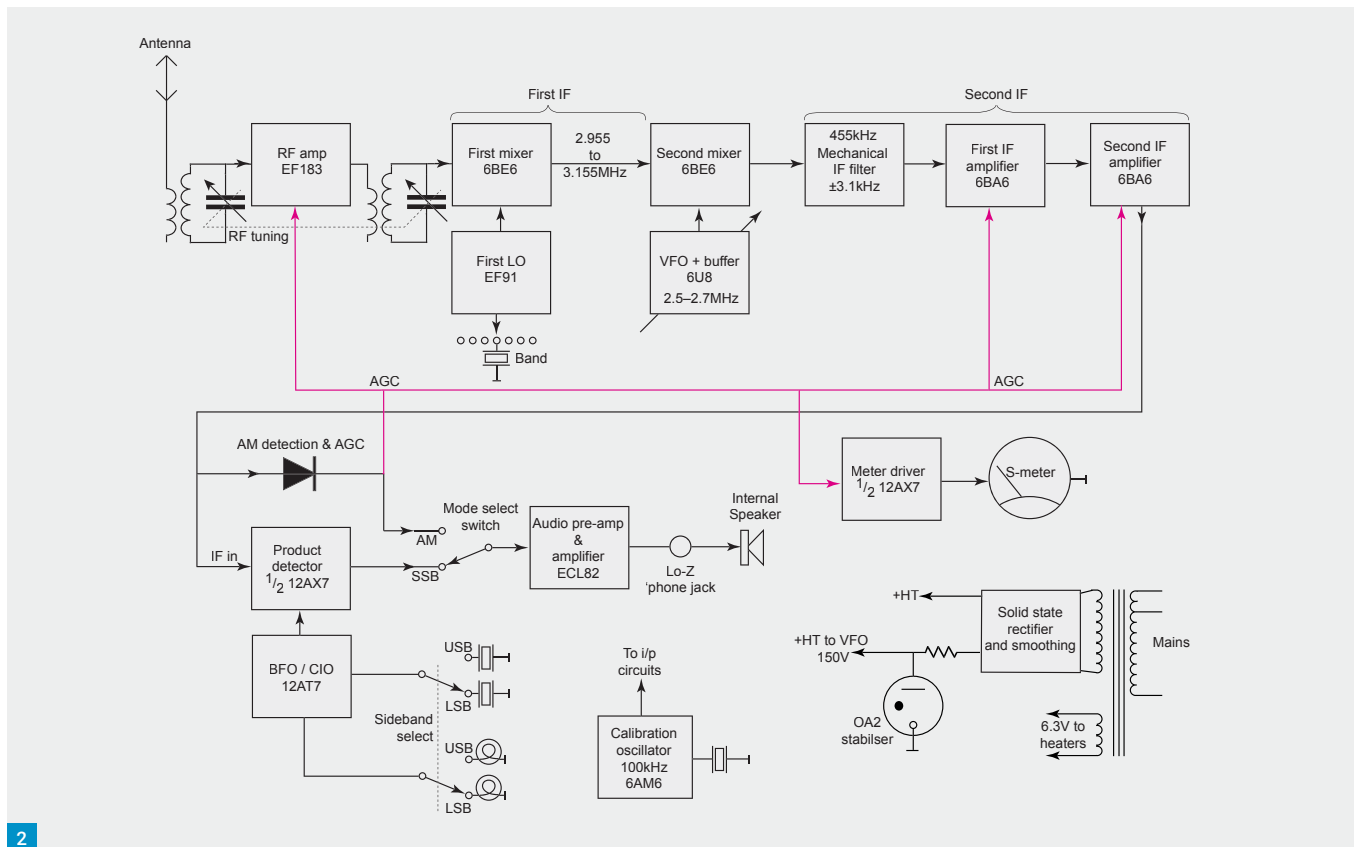 Antenna
First IF
Second IF
RF amp
EF183
First mixer
6BE6
2.955
to
3.155MHz
Second mixer
6BE6
455kHz
Mechanical
IF filter
±3.1kHz
First IF
amplifier
6BA6
Second IF
amplifier
6BA6
RF tuning
First LO
EF91
VFO + buffer
6U8
2.5–2.7MHz
Band
AGC
AGC
AM detection & AGC
Meter driver
1/2 12AX7
S-meter
Mode select
switch
AM
SSB
IF in
Product
detector
1/2 12AX7
Audio pre-amp
&
amplifier
ECL82
Lo-Z
'phone jack
Internal
Speaker
BFO / CIO
12AT7
USB
LSB
Sideband
select
USB
LSB
To i/p
circuits
Calibration
oscillator
100kHz
6AM6
+HT
Solid state
rectifier
and smoothing
Mains
+HT to VFO
150V
OA2
stabilser
6.3V to
heaters
2